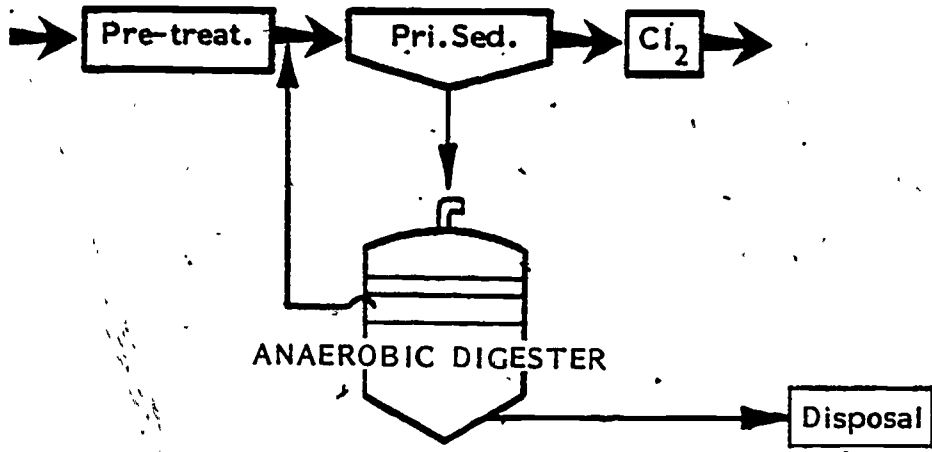 Pre-treat.
Pri.Sed.
Cl₂
ANAEROBIC DIGESTER
Disposal